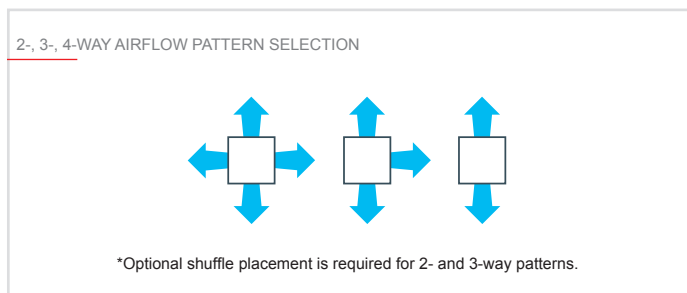 2-, 3-, 4-WAY AIRFLOW PATTERN SELECTION
*Optional shuffle placement is required for 2- and 3-way patterns.